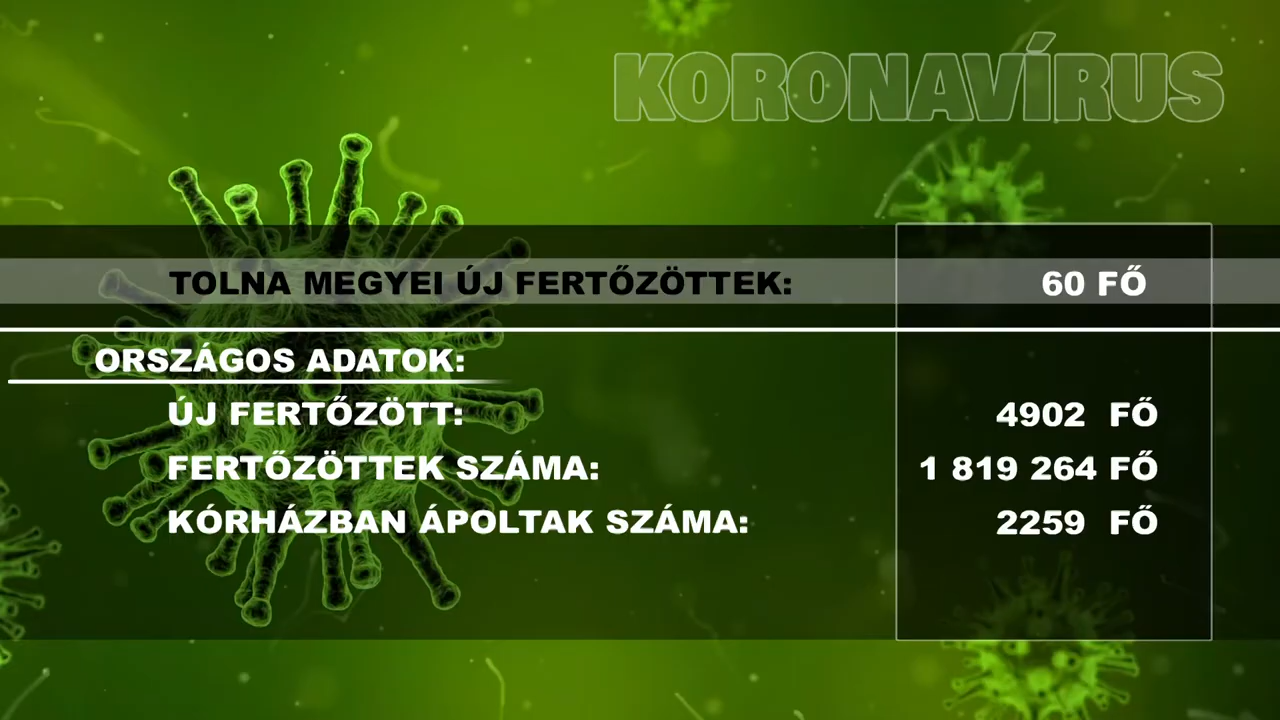 KORONAVÍRUS
TOLNA MEGYEI ÚJ FERTŐZÖTTEK: 60 FŐ
ORSZÁGOS ADATOK:
ÚJ FERTŐZÖTT: 4902 FŐ
FERTŐZÖTTEK SZÁMA: 1 819 264 FŐ
KÓRHÁZBAN ÁPOLTAK SZÁMA: 2259 FŐ